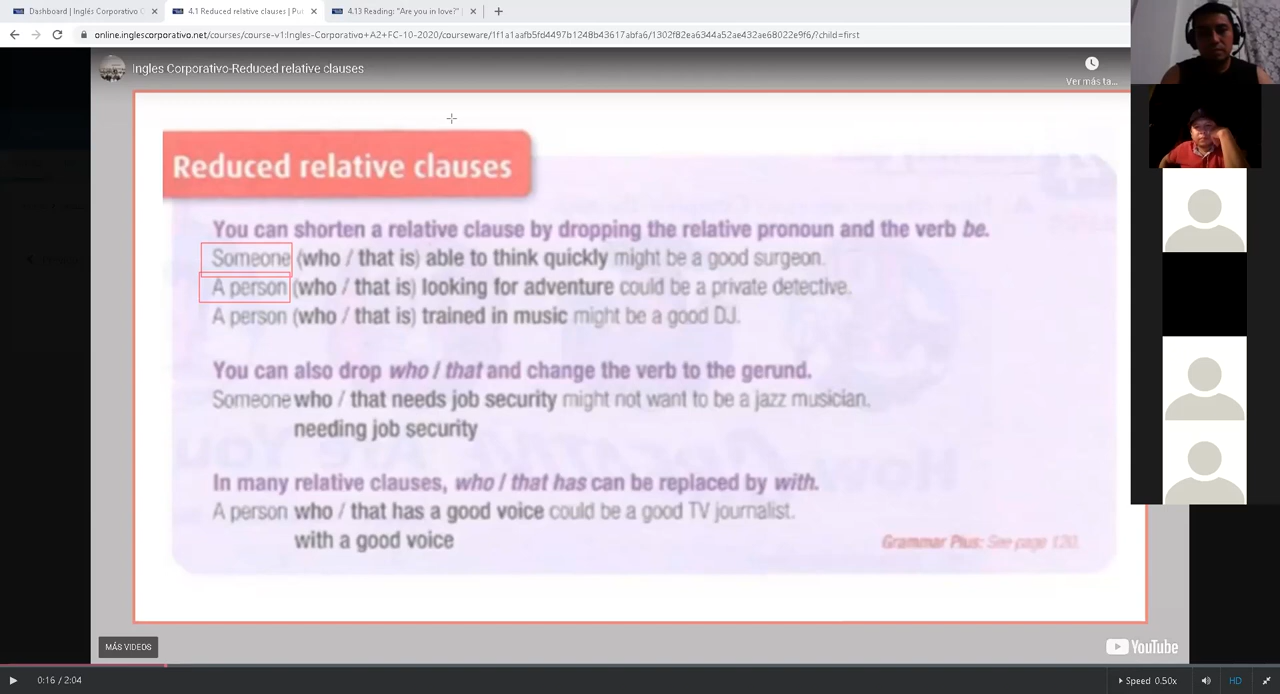 Dashboard | Inglés Corporativo
4.1 Reduced relative clauses | Pu
4.13 Reading: "Are you in love?" |
online.inglescorporativo.net/courses/course-v1:Ingles-Corporativo+A2+FC-10-2020/courseware/1f1a1aafb5fd4497b1248b43617abfa6/1302f82ea6344a52ae432ae68022e9f6/?child=first
Ingles Corporativo-Reduced relative clauses
Ver más ta...
Reduced relative clauses
You can shorten a relative clause by dropping the relative pronoun and the verb be.
Someone (who / that is) able to think quickly might be a good surgeon.
A person (who / that is) looking for adventure could be a private detective.
A person (who / that is) trained in music might be a good DJ.
You can also drop who / that and change the verb to the gerund.
Someone who / that needs job security might not want to be a jazz musician.
needing job security
In many relative clauses, who / that has can be replaced by with.
A person who / that has a good voice could be a good TV journalist.
with a good voice
Grammar Plus: See page 120.
MÁS VIDEOS
YouTube
0:16 / 2:04
Speed 0.50x
HD